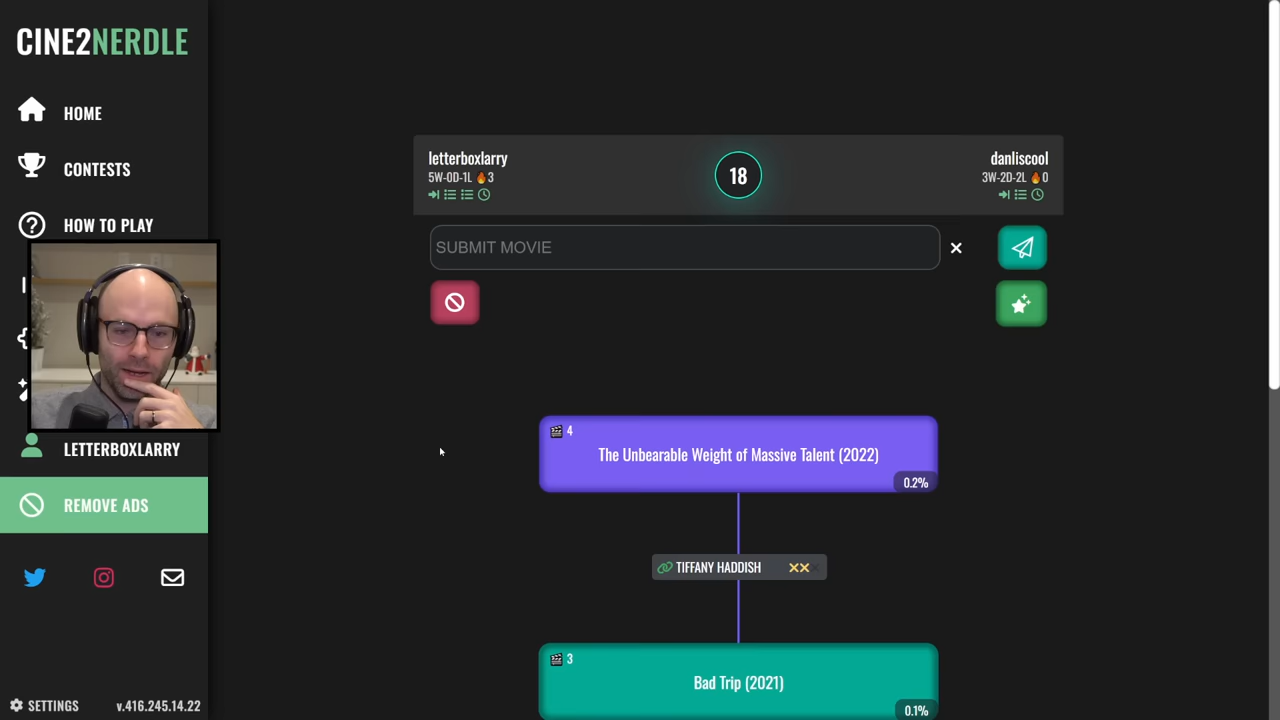 CINE2NERDLE
HOME
CONTESTS
HOW TO PLAY
LETTERBOXLARRY
REMOVE ADS
SETTINGS
v.416.245.14.22
letterboxlarry
5W-0D-1L 🔥3
18
danliscool
3W-2D-2L 🔥0
SUBMIT MOVIE
4
The Unbearable Weight of Massive Talent (2022)
0.2%
TIFFANY HADDISH
3
Bad Trip (2021)
0.1%